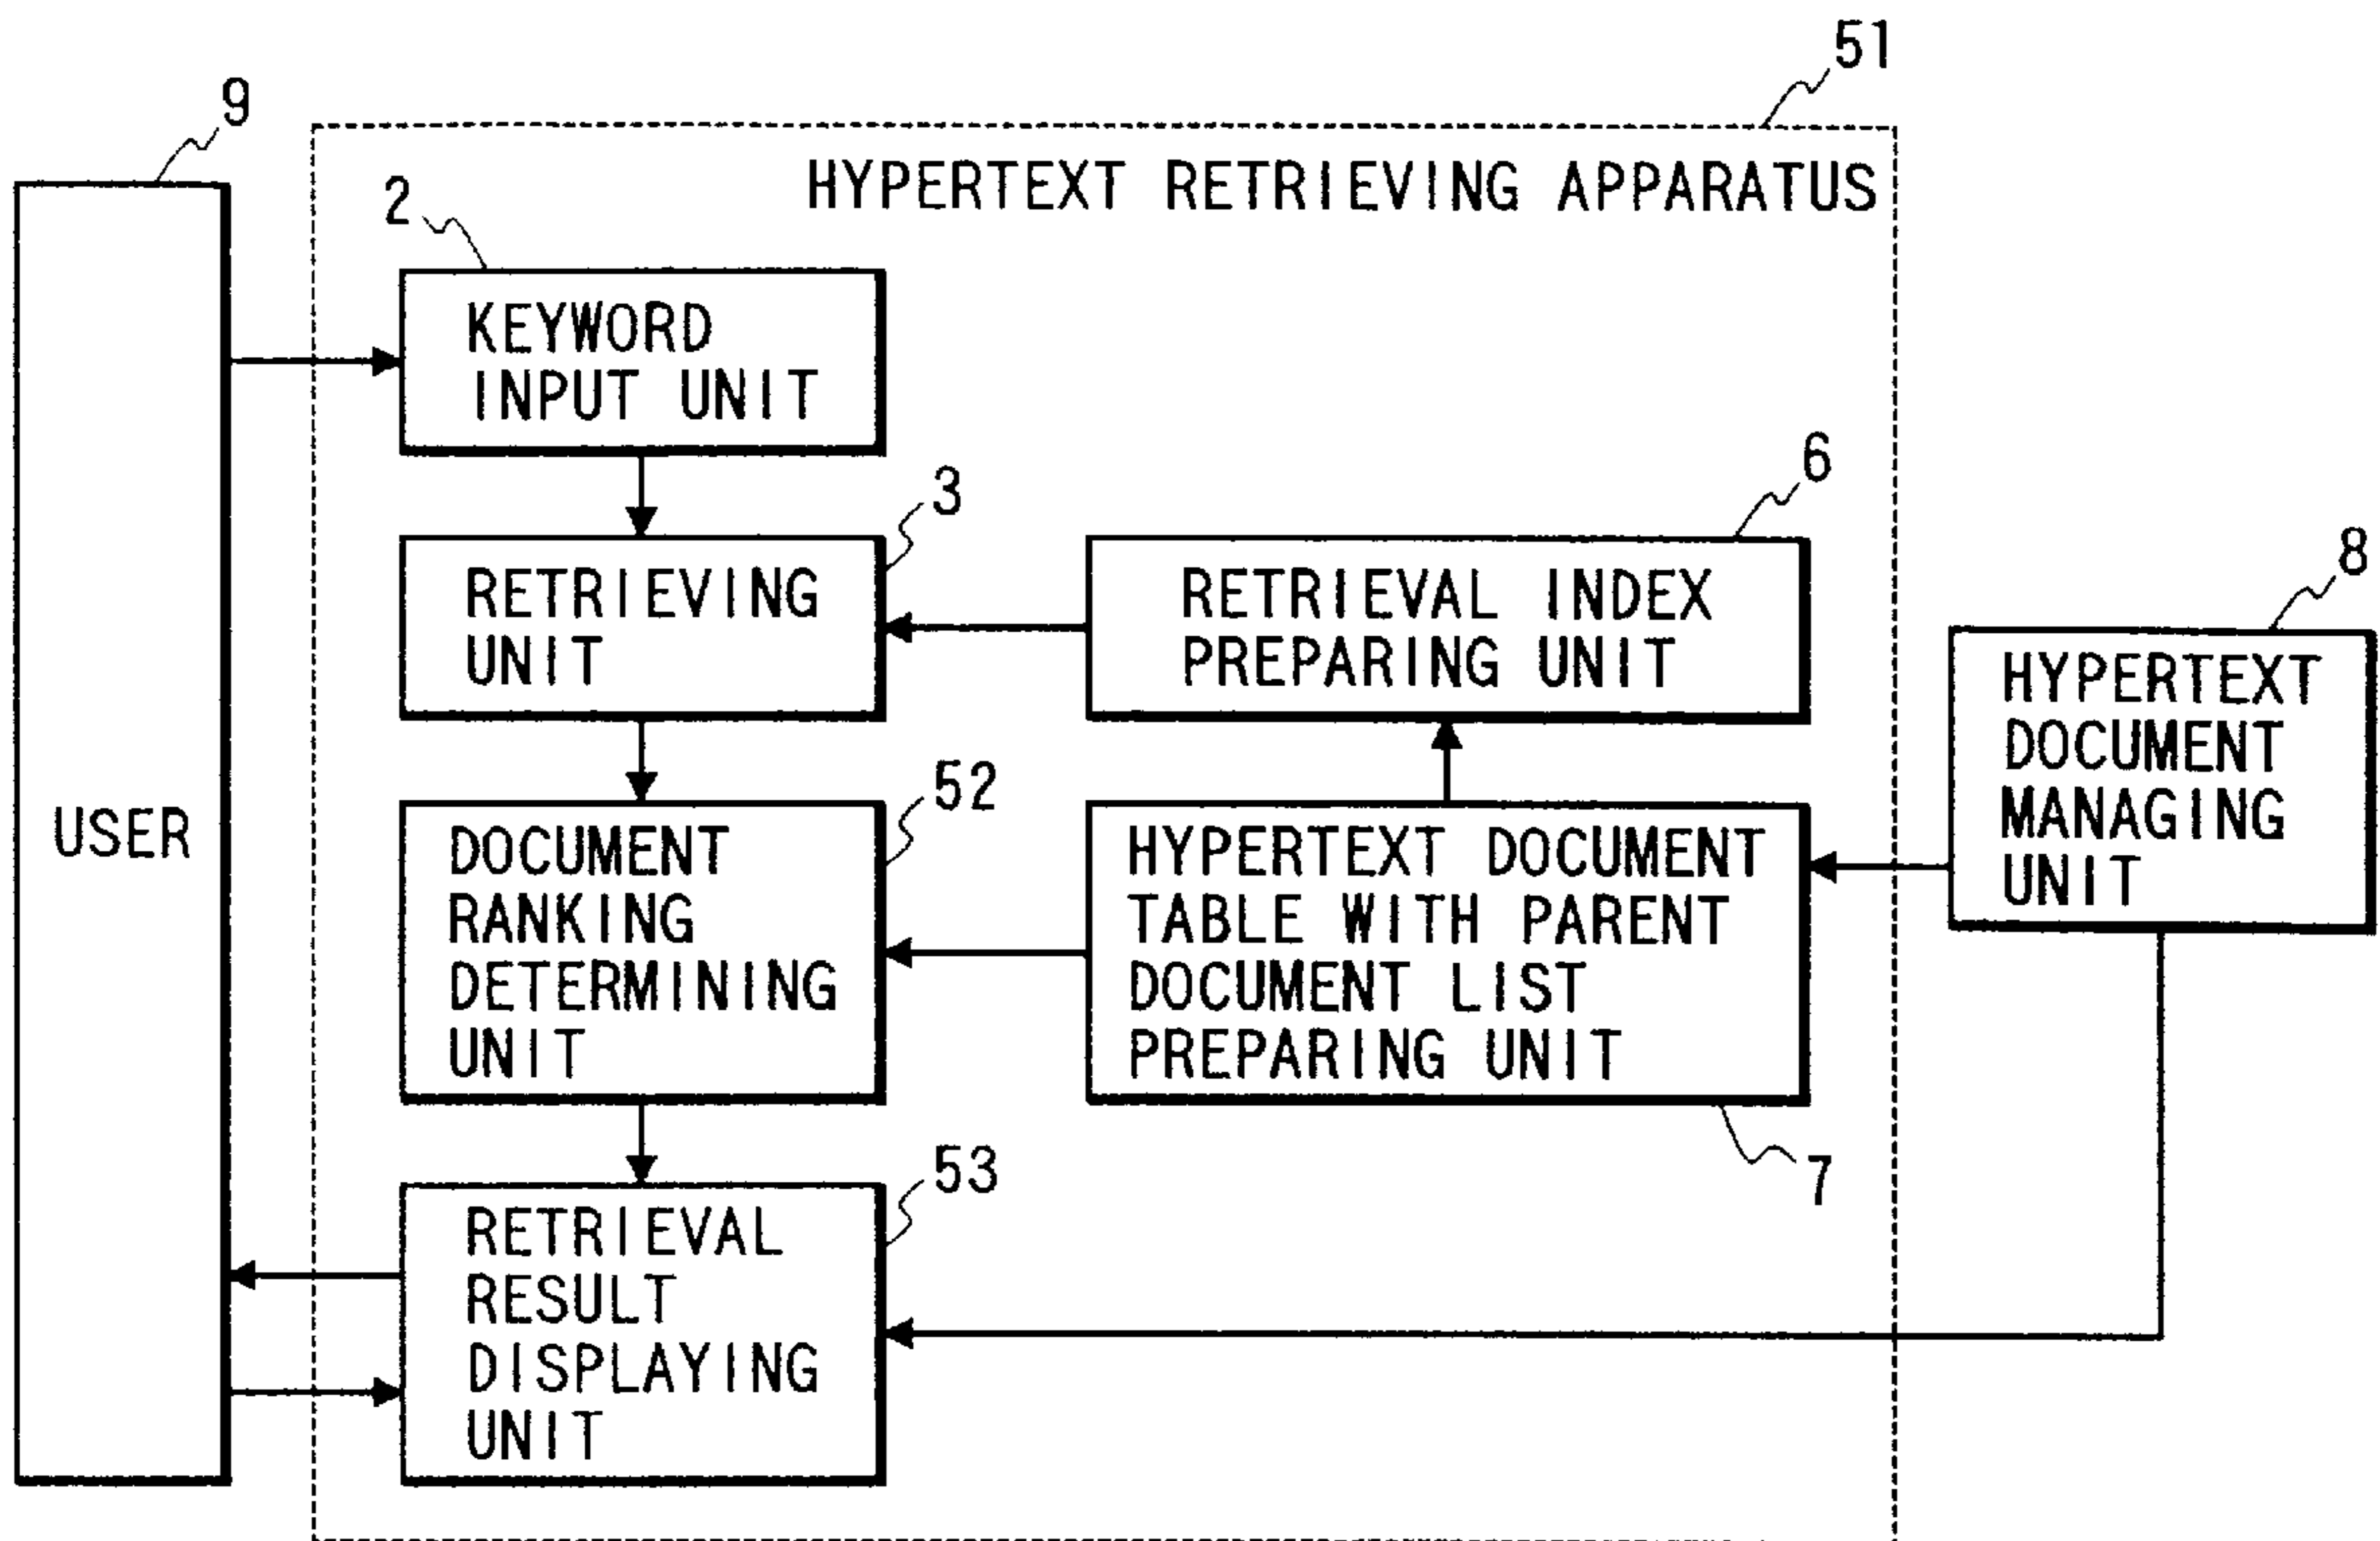 51
9
HYPERTEXT RETRIEVING APPARATUS
2
KEYWORD
INPUT UNIT
3
RETRIEVING
UNIT
6
RETRIEVAL INDEX
PREPARING UNIT
8
HYPERTEXT
DOCUMENT
MANAGING
UNIT
USER
52
DOCUMENT
RANKING
DETERMINING
UNIT
HYPERTEXT DOCUMENT
TABLE WITH PARENT
DOCUMENT LIST
PREPARING UNIT
7
53
RETRIEVAL
RESULT
DISPLAYING
UNIT